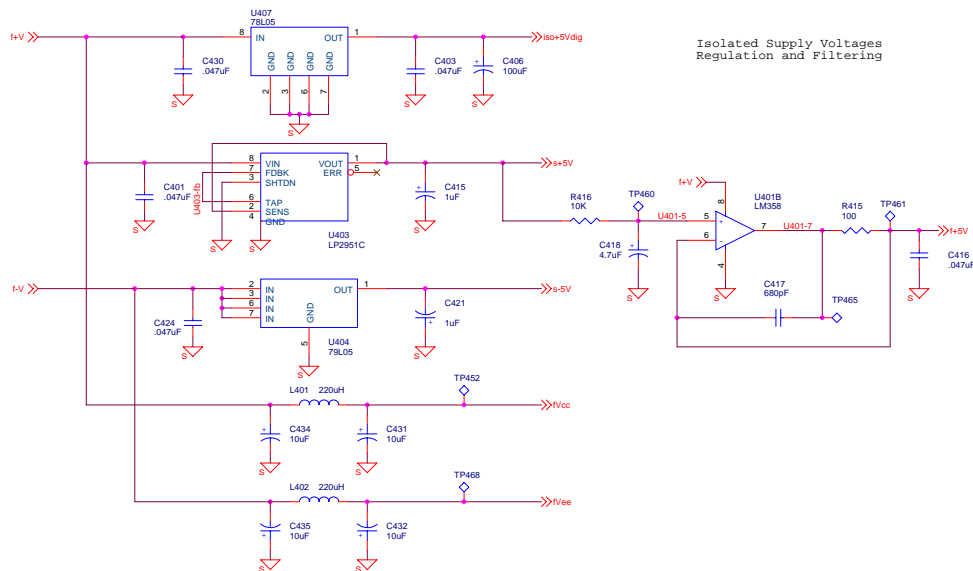 U407
78L05
f+V
8
IN
OUT
1
iso+5Vdig
GND
GND
GND
GND
2
3
6
7
C430
.047uF
C403
.047uF
C406
100uF
S
S
S
S
S
Isolated Supply Voltages
Regulation and Filtering
8
VIN
VOUT
1
s+5V
7
FDBK
ERR
5
3
SHTDN
6
TAP
2
SENS
4
GND
U403-fb
C401
.047uF
U403
LP2951C
C415
1uF
S
S
S
S
R416
10K
TP460
U401-5
C418
4.7uF
S
f+V
8
U401B
LM358
5
+
6
-
7
U401-7
4
S
R415
100
TP461
f+5V
C416
.047uF
S
C417
680pF
TP465
f-V
2
IN
OUT
1
s-5V
3
IN
6
IN
7
IN
GND
5
C424
.047uF
U404
79L05
C421
1uF
S
S
S
L401 220uH
TP452
fVcc
C434
10uF
C431
10uF
S
S
L402 220uH
TP468
fVee
C435
10uF
C432
10uF
S
S